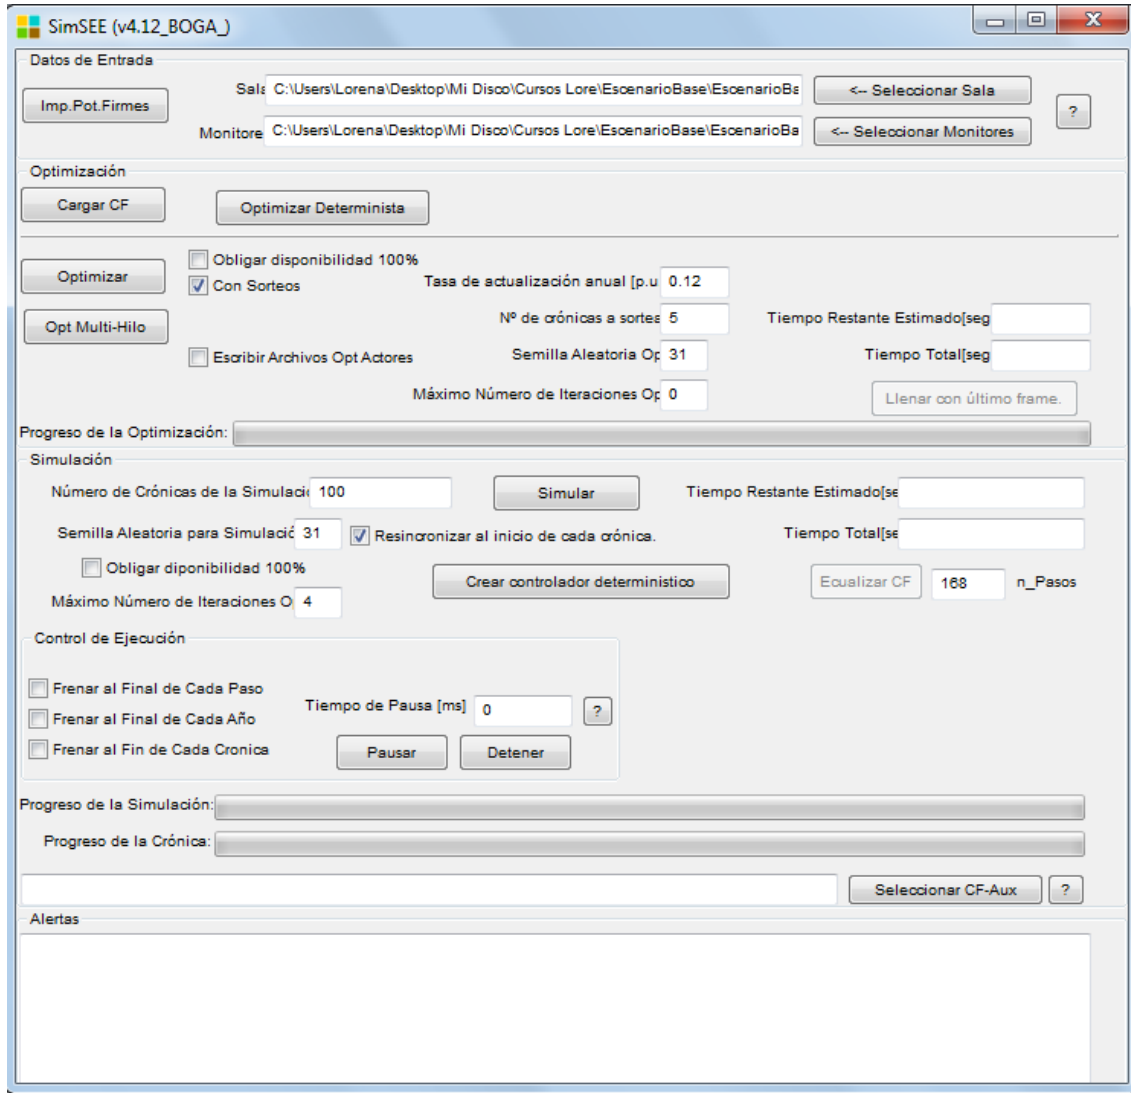 SimSEE (v4.12_BOGA_)
Datos de Entrada
Imp.Pot.Firmes
Sala C:\Users\Lorena\Desktop\Mi Disco\Cursos Lore\EscenarioBase\EscenarioBa <-- Seleccionar Sala
?
Monitore C:\Users\Lorena\Desktop\Mi Disco\Cursos Lore\EscenarioBase\EscenarioBa <-- Seleccionar Monitores
Optimización
Cargar CF Optimizar Determinista
Obligar disponibilidad 100%
Optimizar Con Sorteos Tasa de actualización anual [p.u 0.12
Opt Multi-Hilo Nº de crónicas a sortea 5 Tiempo Restante Estimado[seg
Escribir Archivos Opt Actores Semilla Aleatoria Op 31 Tiempo Total[seg
Máximo Número de Iteraciones Op 0 Llenar con último frame.
Progreso de la Optimización:
Simulación
Número de Crónicas de la Simulació 100 Simular Tiempo Restante Estimado[se
Semilla Aleatoria para Simulació 31 Resincronizar al inicio de cada crónica. Tiempo Total[se
Obligar diponibilidad 100% Crear controlador deterministico Ecualizar CF 168 n_Pasos
Máximo Número de Iteraciones O 4
Control de Ejecución
Frenar al Final de Cada Paso
Tiempo de Pausa [ms] 0 ?
Frenar al Final de Cada Año
Frenar al Fin de Cada Cronica Pausar Detener
Progreso de la Simulación:
Progreso de la Crónica:
Seleccionar CF-Aux ?
Alertas